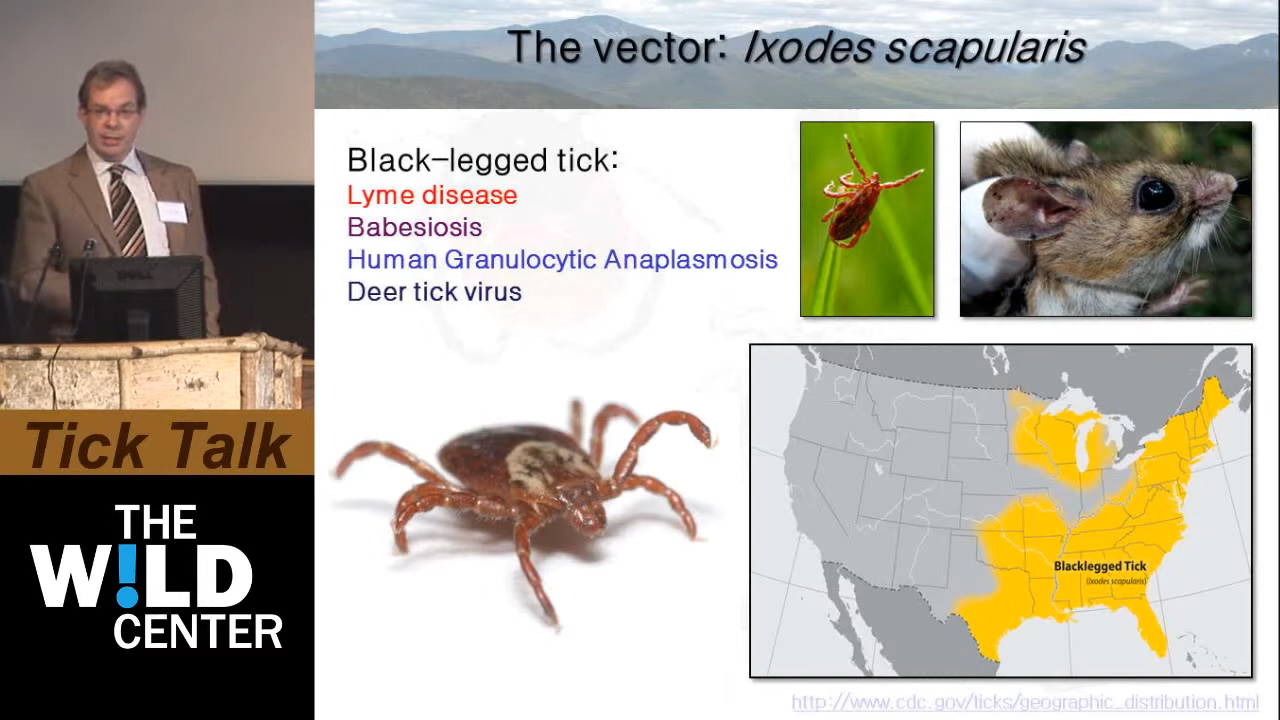 The vector: Ixodes scapularis
Black-legged tick:
Lyme disease
Babesiosis
Human Granulocytic Anaplasmosis
Deer tick virus
Blacklegged Tick
(Ixodes scapularis)
http://www.cdc.gov/ticks/geographic_distribution.html
DELL
Tick Talk
THE
W!LD
CENTER